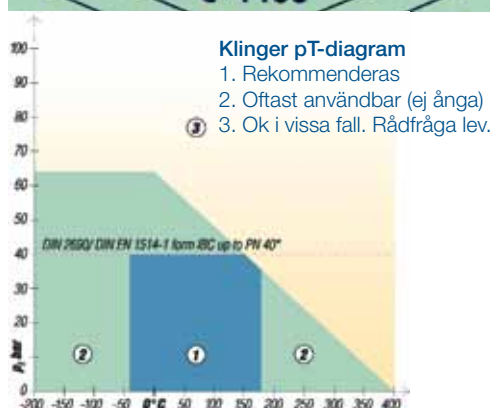 Klinger pT-diagram
1. Rekommenderas
2. Oftast användbar (ej ånga)
3. Ok i vissa fall. Rådfråga lev.
100
90
80
70
60
50
40
30
20
10
0
3
DIN 2690/ DIN EN 1514-1 form IBC up to PN 40*
2
1
2
bar
-200 -150 -100 -50 0°C 50 100 150 200 250 300 350 400